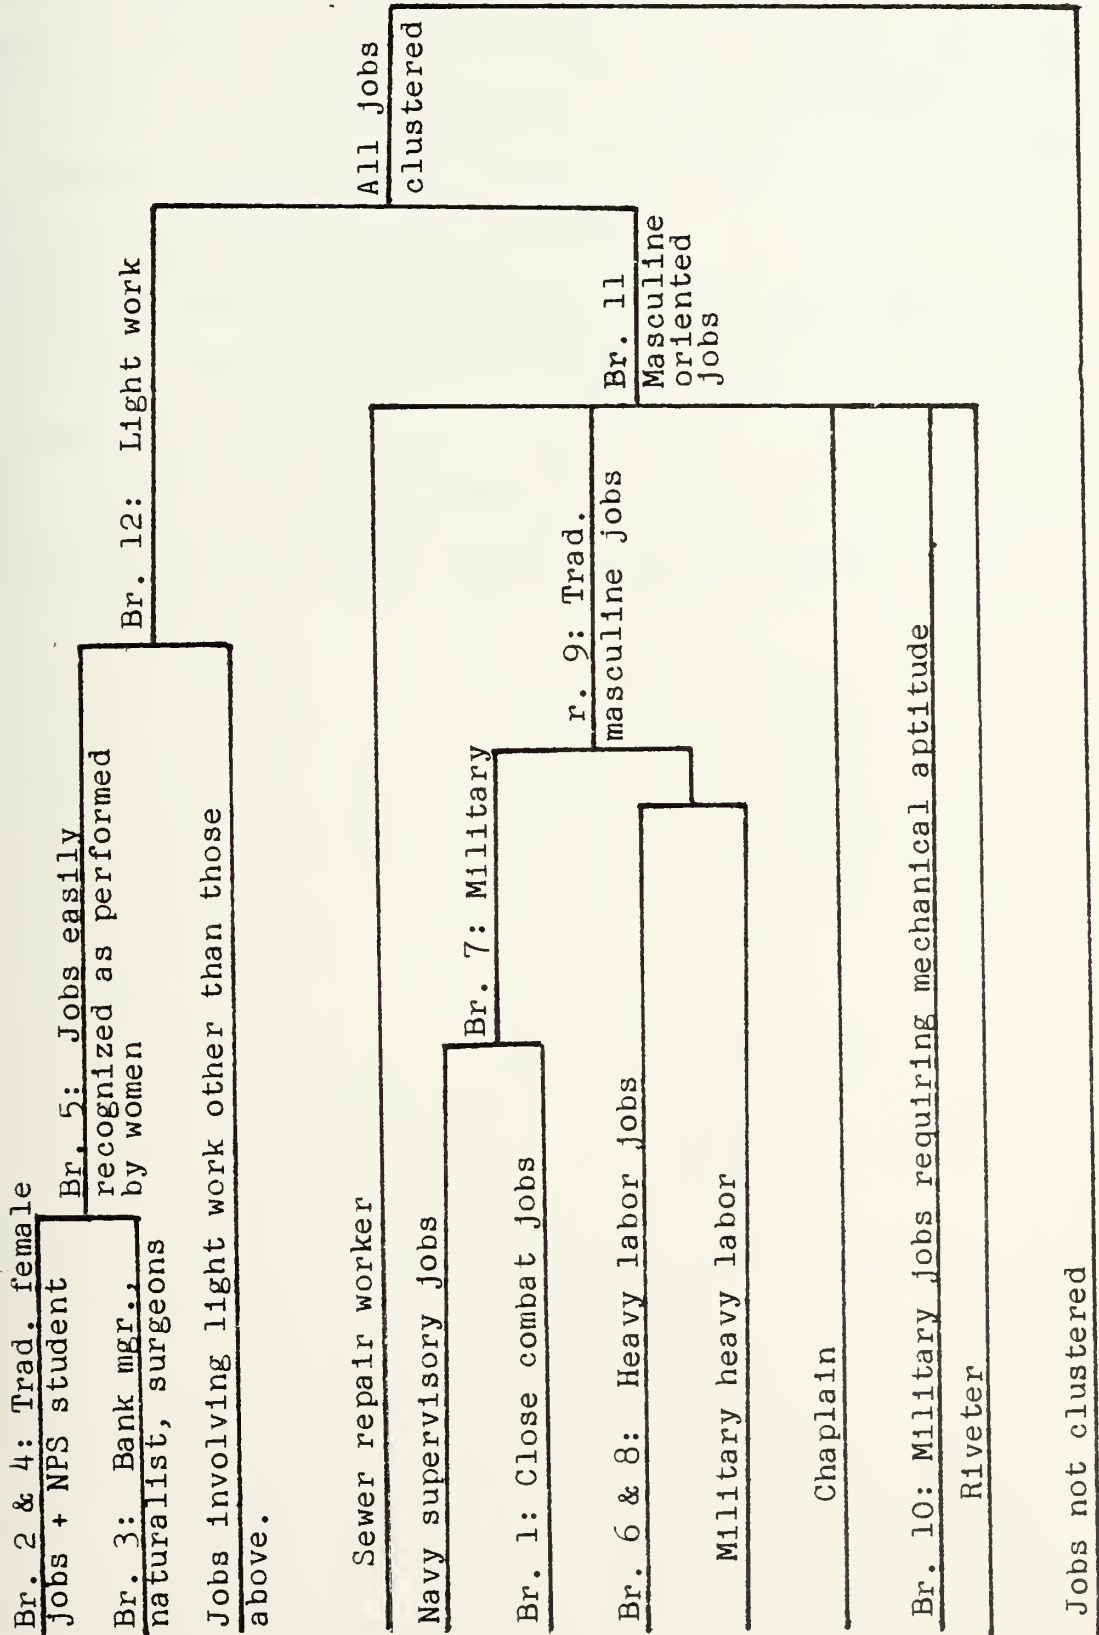 Br. 2 & 4: Trad. female
jobs + NPS student
Br. 3: Bank mgr.,
naturalist, surgeons
Br. 5: Jobs easily
recognized as performed
by women
Jobs involving light work other than those
above.
Br. 12: Light work
Sewer repair worker
Navy supervisory jobs
Br. 1: Close combat jobs
Br. 7: Military
Br. 6 & 8: Heavy labor jobs
Military heavy labor
r. 9: Trad.
masculine jobs
Chaplain
Br. 10: Military jobs requiring mechanical aptitude
Riveter
Br. 11
Masculine
oriented
jobs
All jobs
clustered
Jobs not clustered